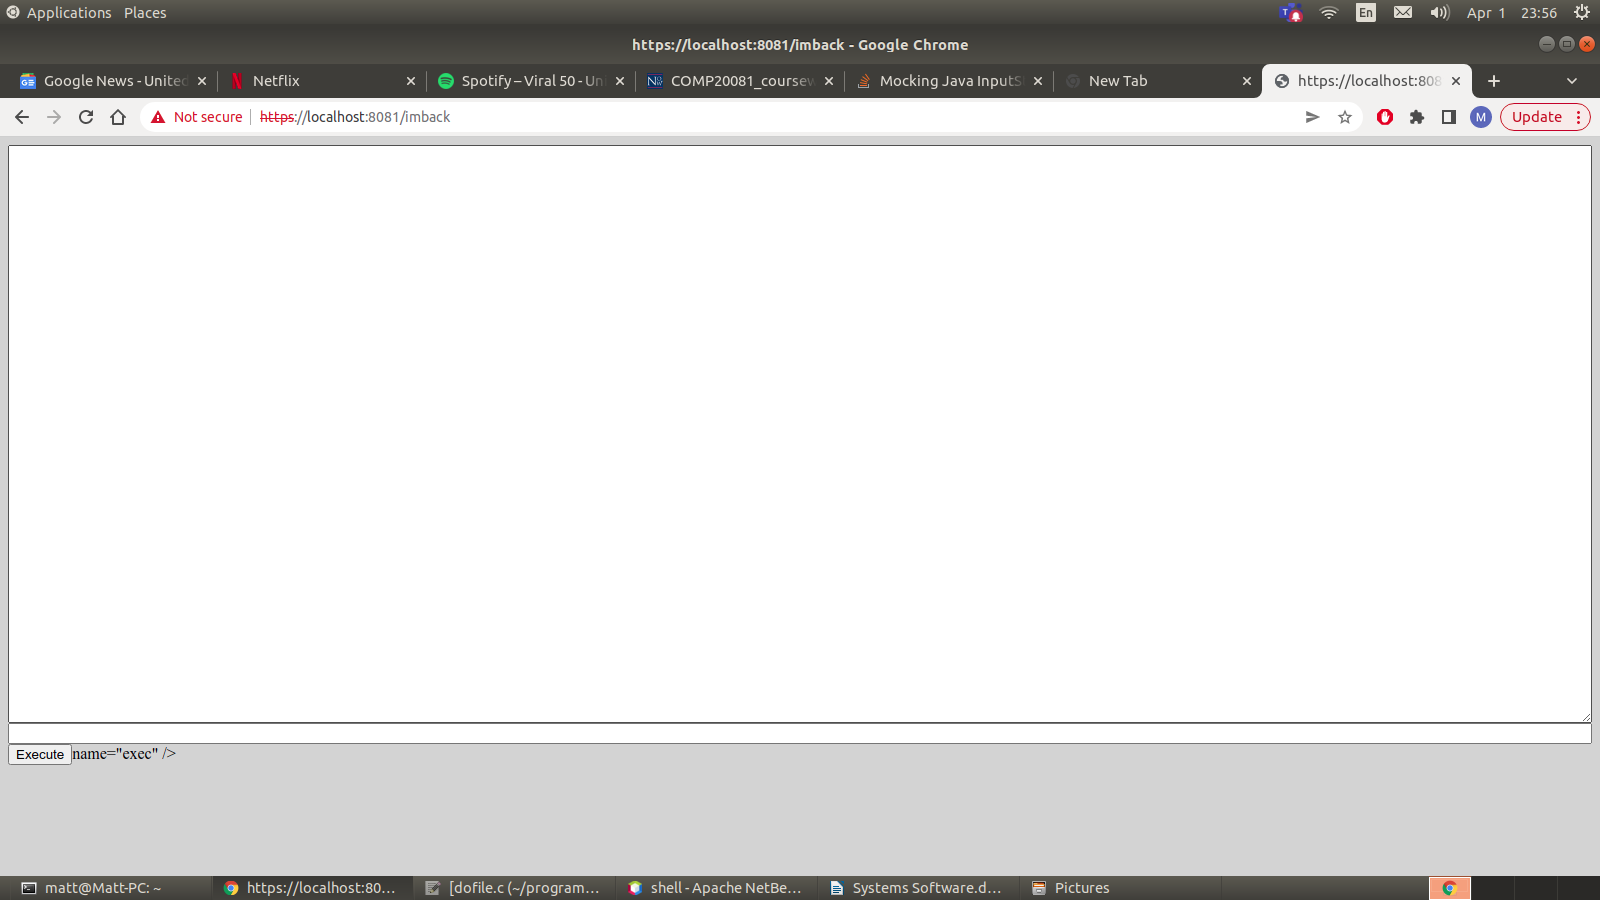 Applications Places
En Apr 1 23:56
https://localhost:8081/imback - Google Chrome
Google News - United Netflix Spotify – Viral 50 - Un COMP20081_coursew Mocking Java InputS New Tab https://localhost:808
Not secure https://localhost:8081/imback M Update
Execute name="exec" />
matt@Matt-PC: ~ https://localhost:80... [dofile.c (~/program... shell - Apache NetBe... Systems Software.d... Pictures